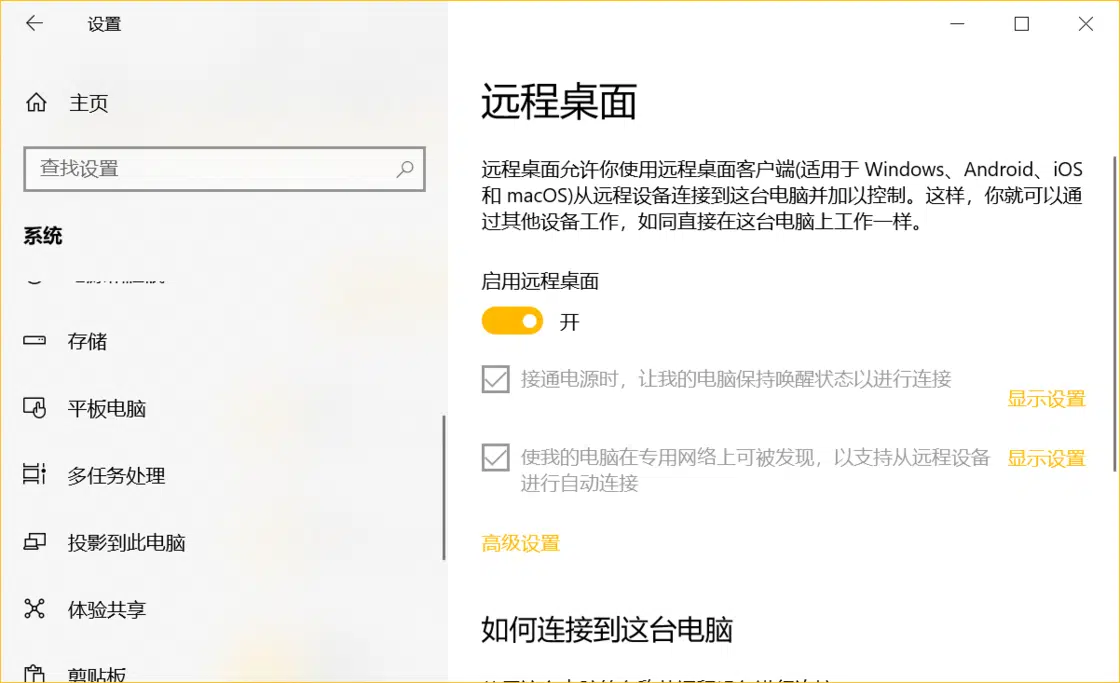 设置
主页
查找设置
系统
存储
平板电脑
多任务处理
投影到此电脑
体验共享
剪贴板
远程桌面
远程桌面允许你使用远程桌面客户端(适用于 Windows、Android、iOS
和 macOS)从远程设备连接到这台电脑并加以控制。这样，你就可以通
过其他设备工作，如同直接在这台电脑上工作一样。
启用远程桌面
开
接通电源时，让我的电脑保持唤醒状态以进行连接
显示设置
使我的电脑在专用网络上可被发现，以支持从远程设备
进行自动连接
显示设置
高级设置
如何连接到这台电脑